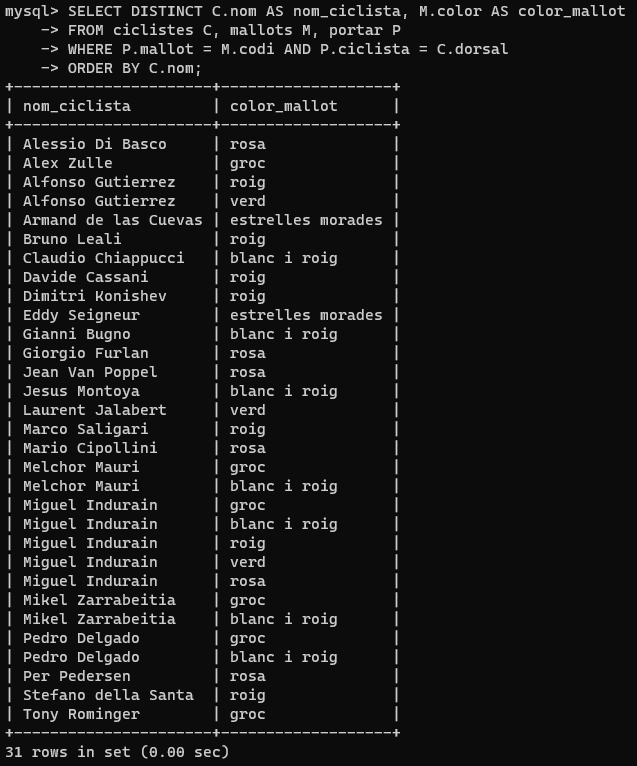 mysql> SELECT DISTINCT C.nom AS nom_ciclista, M.color AS color_mallot
    -> FROM ciclistes C, mallots M, portar P
    -> WHERE P.mallot = M.codi AND P.ciclista = C.dorsal
    -> ORDER BY C.nom;
+----------------------+-------------------+
| nom_ciclista         | color_mallot      |
+----------------------+-------------------+
| Alessio Di Basco     | rosa              |
| Alex Zulle           | groc              |
| Alfonso Gutierrez    | roig              |
| Alfonso Gutierrez    | verd              |
| Armand de las Cuevas | estrelles morades |
| Bruno Leali          | roig              |
| Claudio Chiappucci   | blanc i roig      |
| Davide Cassani       | roig              |
| Dimitri Konishev     | roig              |
| Eddy Seigneur        | estrelles morades |
| Gianni Bugno         | blanc i roig      |
| Giorgio Furlan       | rosa              |
| Jean Van Poppel      | rosa              |
| Jesus Montoya        | blanc i roig      |
| Laurent Jalabert     | verd              |
| Marco Saligari       | roig              |
| Mario Cipollini      | rosa              |
| Melchor Mauri        | groc              |
| Melchor Mauri        | blanc i roig      |
| Miguel Indurain      | groc              |
| Miguel Indurain      | blanc i roig      |
| Miguel Indurain      | roig              |
| Miguel Indurain      | verd              |
| Miguel Indurain      | rosa              |
| Mikel Zarrabeitia    | groc              |
| Mikel Zarrabeitia    | blanc i roig      |
| Pedro Delgado        | groc              |
| Pedro Delgado        | blanc i roig      |
| Per Pedersen         | rosa              |
| Stefano della Santa  | roig              |
| Tony Rominger        | groc              |
+----------------------+-------------------+
31 rows in set (0.00 sec)